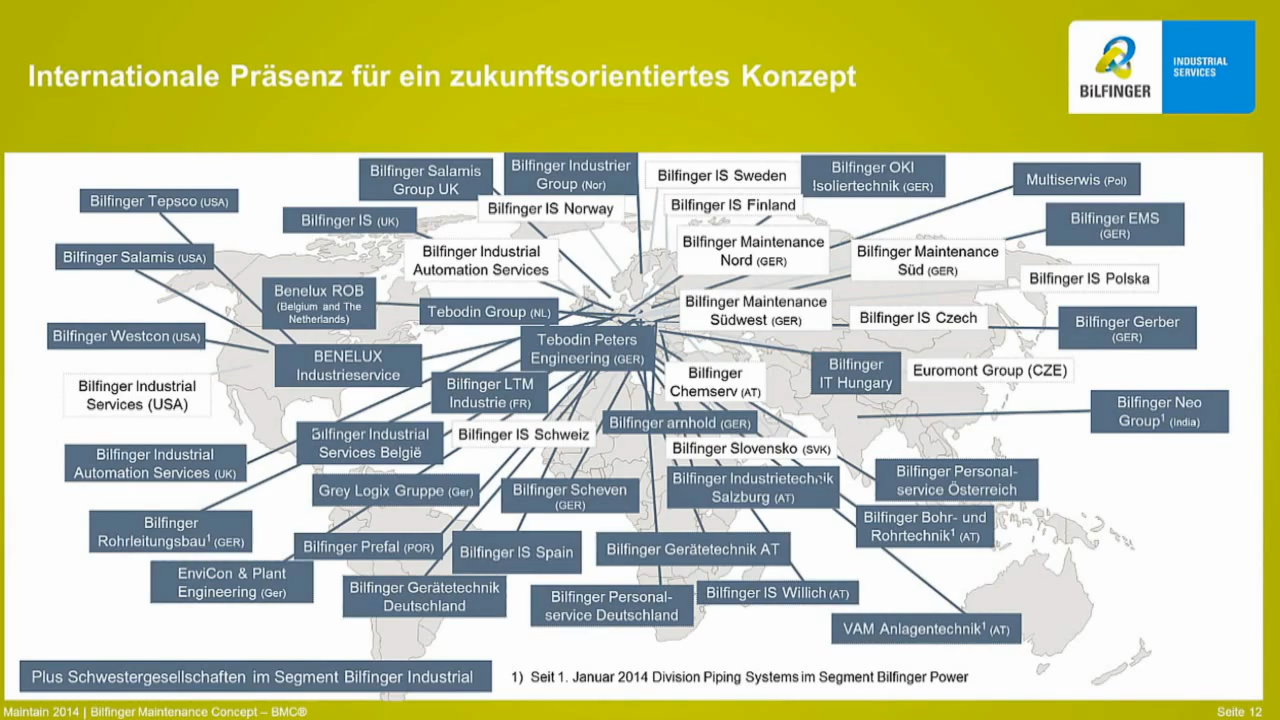 Internationale Präsenz für ein zukunftsorientiertes Konzept
BILFINGER
INDUSTRIAL
SERVICES
Bilfinger Salamis
Group UK
Bilfinger Industrier
Group (Nor)
Bilfinger IS Sweden
Bilfinger OKI
Isoliertechnik (GER)
Multiserwis (Pol)
Bilfinger Tepsco (USA)
Bilfinger IS (UK)
Bilfinger IS Norway
Bilfinger IS Finland
Bilfinger EMS
(GER)
Bilfinger Salamis (USA)
Bilfinger Industrial
Automation Services
Bilfinger Maintenance
Nord (GER)
Bilfinger Maintenance
Süd (GER)
Bilfinger IS Polska
Benelux ROB
(Belgium and The
Netherlands)
Tebodin Group (NL)
Bilfinger Maintenance
Südwest (GER)
Bilfinger IS Czech
Bilfinger Gerber
(GER)
Bilfinger Westcon (USA)
BENELUX
Industrieservice
Tebodin Peters
Engineering (GER)
Bilfinger
Chemserv (AT)
Bilfinger
IT Hungary
Euromont Group (CZE)
Bilfinger Industrial
Services (USA)
Bilfinger LTM
Industrie (FR)
Bilfinger Neo
Group¹ (India)
Bilfinger arnhold (GER)
Bilfinger Industrial
Services België
Bilfinger IS Schweiz
Bilfinger Slovensko (SVK)
Bilfinger Industrial
Automation Services (UK)
Grey Logix Gruppe (Ger)
Bilfinger Scheven
(GER)
Bilfinger Industrietechnik
Salzburg (AT)
Bilfinger Personal-
service Österreich
Bilfinger
Rohrleitungsbau¹ (GER)
Bilfinger Prefal (POR)
Bilfinger IS Spain
Bilfinger Gerätetechnik AT
Bilfinger Bohr- und
Rohrtechnik¹ (AT)
EnviCon & Plant
Engineering (Ger)
Bilfinger Gerätetechnik
Deutschland
Bilfinger Personal-
service Deutschland
Bilfinger IS Willich (AT)
VAM Anlagentechnik¹ (AT)
Plus Schwestergesellschaften im Segment Bilfinger Industrial
1) Seit 1. Januar 2014 Division Piping Systems im Segment Bilfinger Power
Maintain 2014 | Bilfinger Maintenance Concept – BMC®
Seite 12